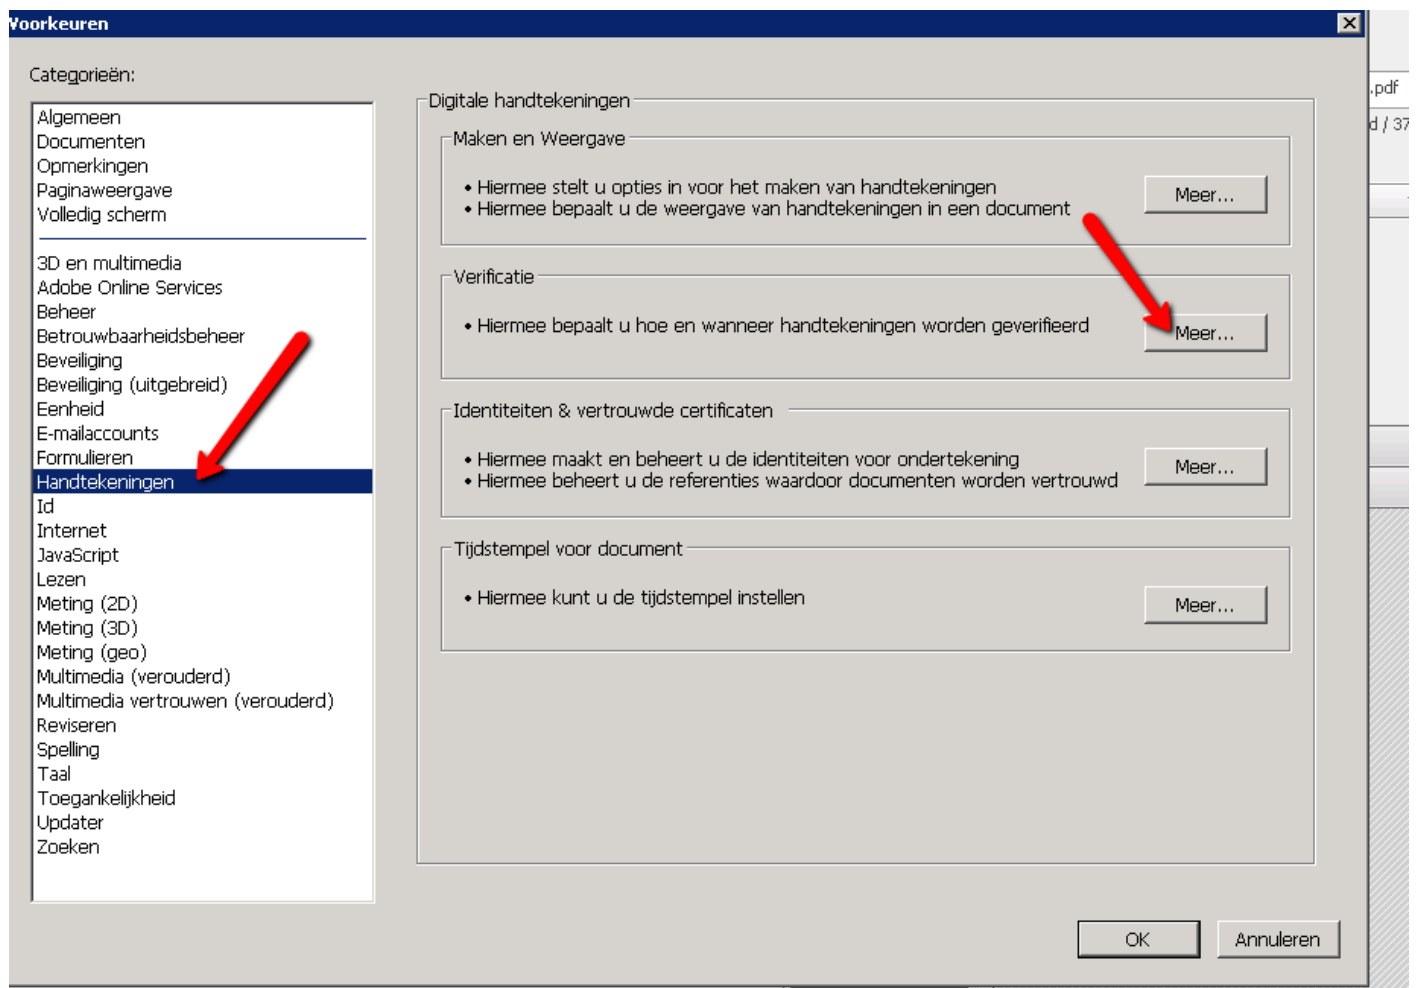 Voorkeuren
Categorieën:
Algemeen
Documenten
Opmerkingen
Paginaweergave
Volledig scherm
3D en multimedia
Adobe Online Services
Beheer
Betrouwbaarheidsbeheer
Beveiliging
Beveiliging (uitgebreid)
Eenheid
E-mailaccounts
Formulieren
Handtekeningen
Id
Internet
JavaScript
Lezen
Meting (2D)
Meting (3D)
Meting (geo)
Multimedia (verouderd)
Multimedia vertrouwen (verouderd)
Reviseren
Spelling
Taal
Toegankelijkheid
Updater
Zoeken
Digitale handtekeningen
Maken en Weergave
• Hiermee stelt u opties in voor het maken van handtekeningen
• Hiermee bepaalt u de weergave van handtekeningen in een document
Meer...
Verificatie
• Hiermee bepaalt u hoe en wanneer handtekeningen worden geverifieerd
Meer...
Identiteiten & vertrouwde certificaten
• Hiermee maakt en beheert u de identiteiten voor ondertekening
• Hiermee beheert u de referenties waardoor documenten worden vertrouwd
Meer...
Tijdstempel voor document
• Hiermee kunt u de tijdstempel instellen
Meer...
OK
Annuleren
.pdf
d / 37